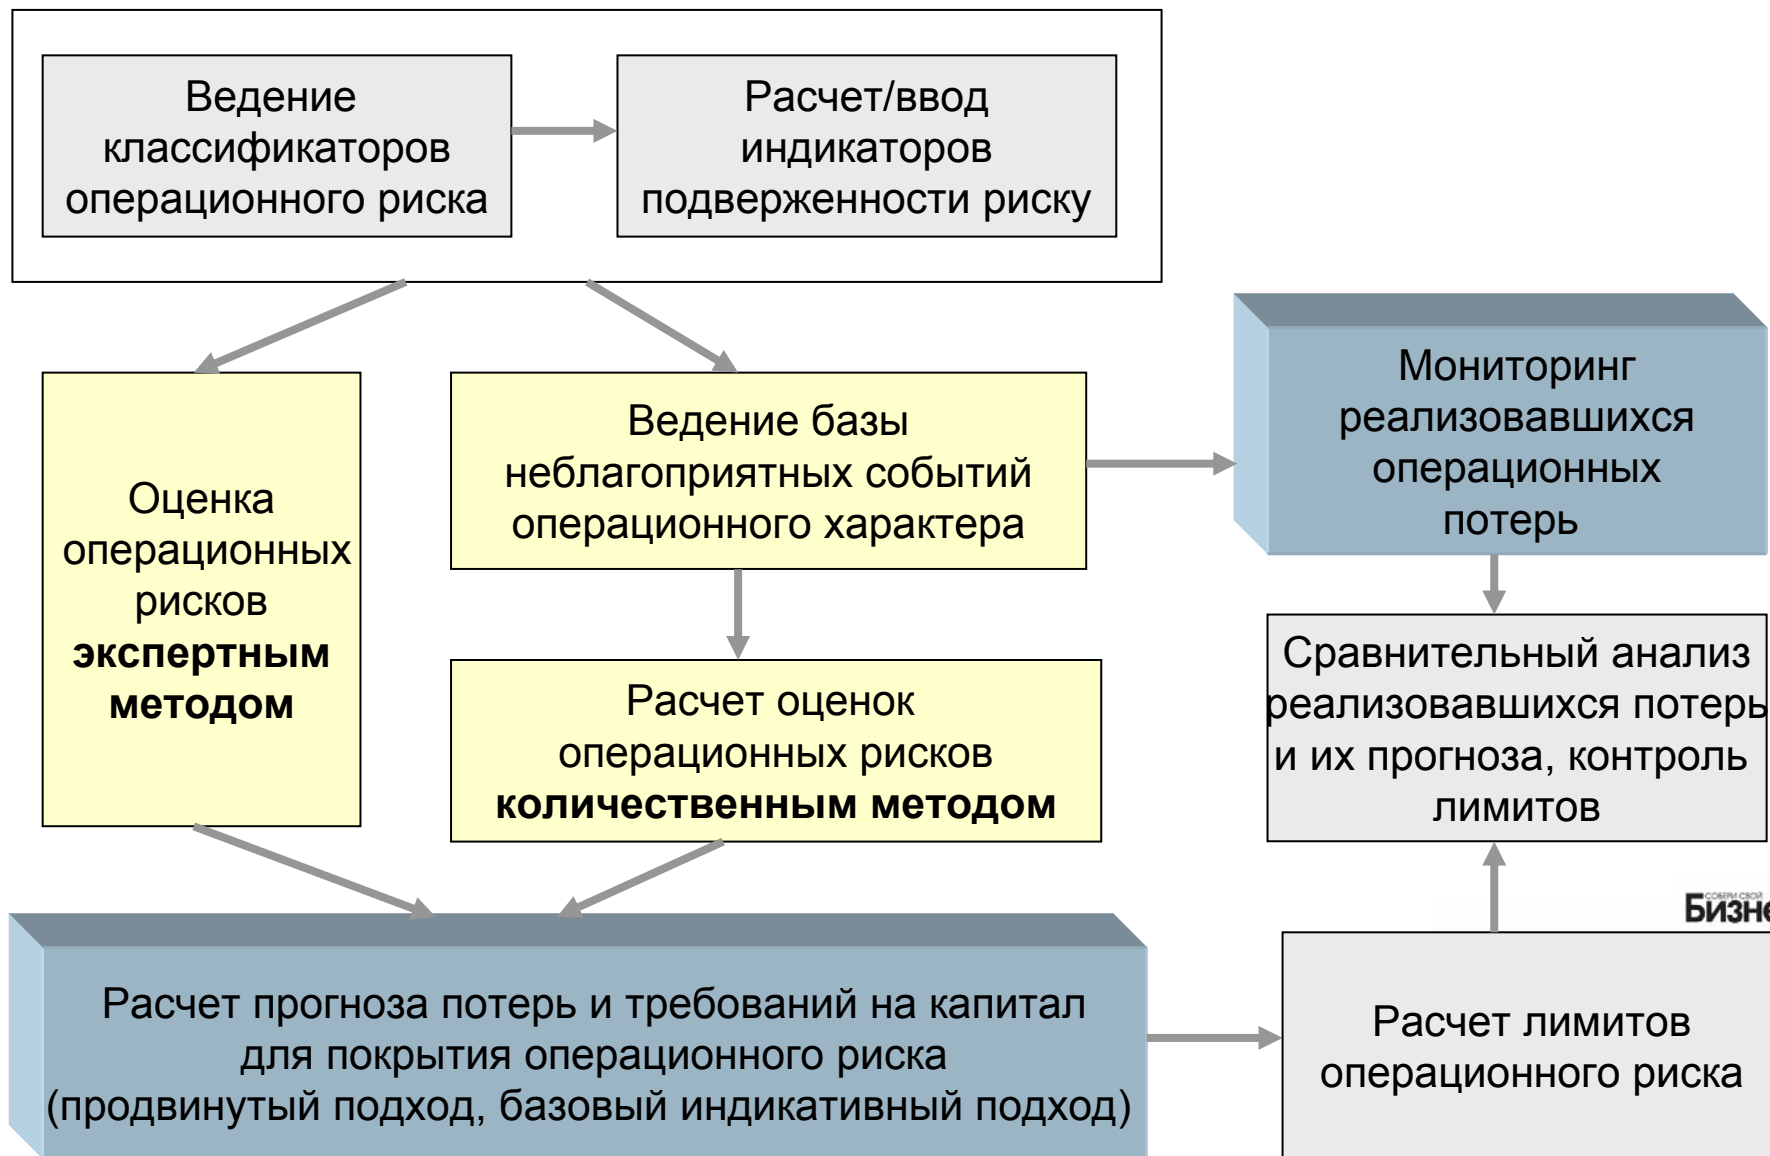 Ведение
классификаторов
операционного риска
Расчет/ввод
индикаторов
подверженности риску
Оценка
операционных
рисков
экспертным
методом
Ведение базы
неблагоприятных событий
операционного характера
Мониторинг
реализовавшихся
операционных
потерь
Расчет оценок
операционных рисков
количественным методом
Сравнительный анализ
реализовавшихся потерь
и их прогноза, контроль
лимитов
СОБЕРИ СВОЙ
Бизне
Расчет прогноза потерь и требований на капитал
для покрытия операционного риска
(продвинутый подход, базовый индикативный подход)
Расчет лимитов
операционного риска